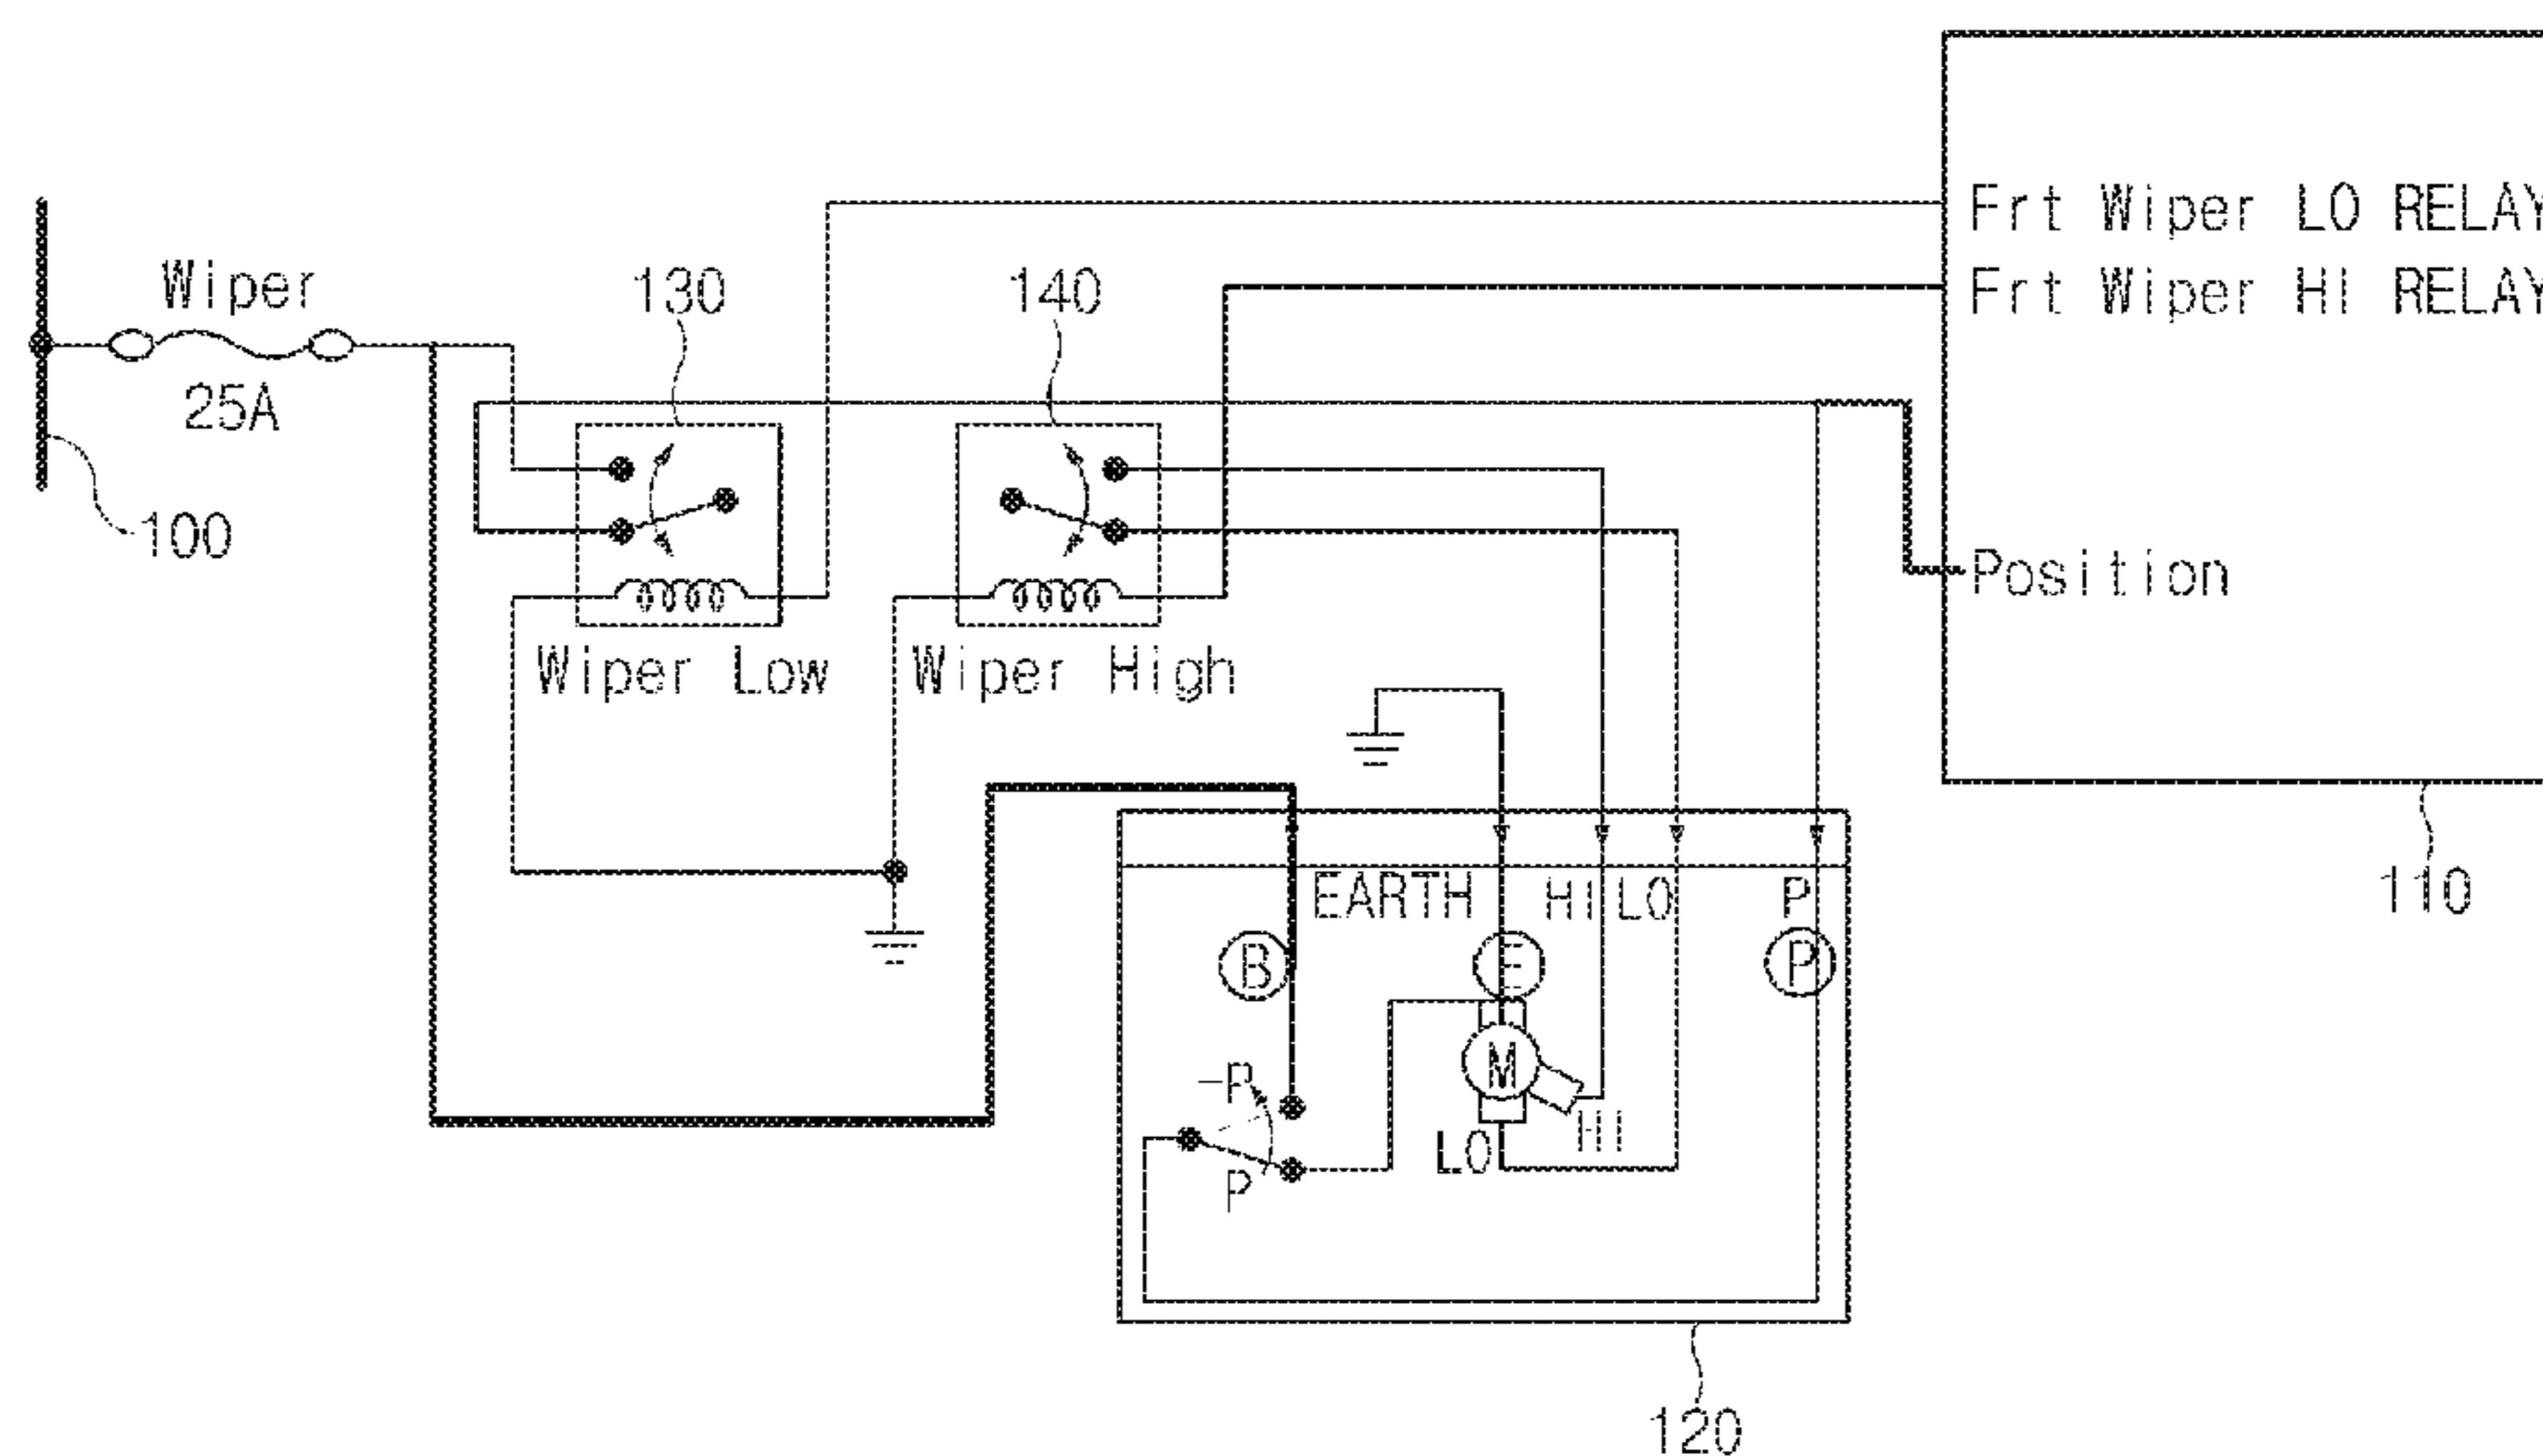 Frt Wiper LO RELAY
Wiper
130
140
Frt Wiper HI RELAY
25A
100
Position
Wiper Low
Wiper High
EARTH
HI
LO
P
110
B
E
P
M
-P
HI
LO
P
120